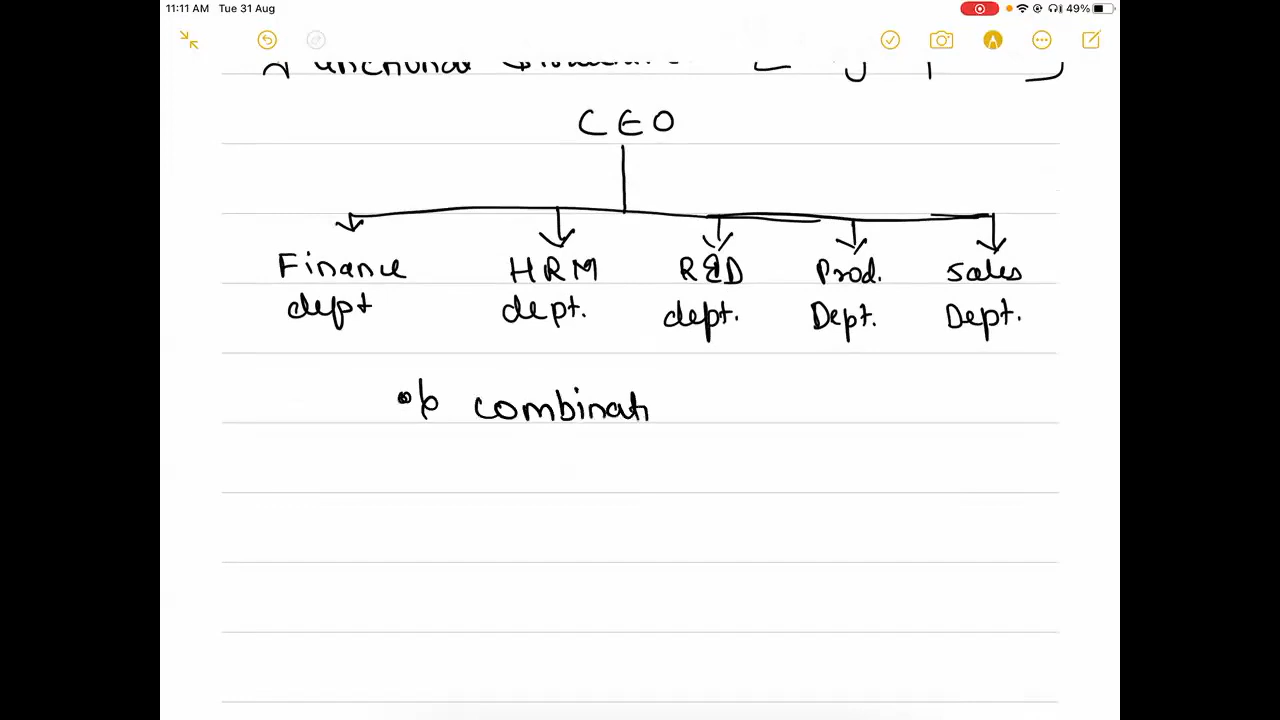 11:11 AM Tue 31 Aug
49%
CEO
Finance HRM R&D Prod. Sales
dept dept. dept. Dept. Dept.
combinati